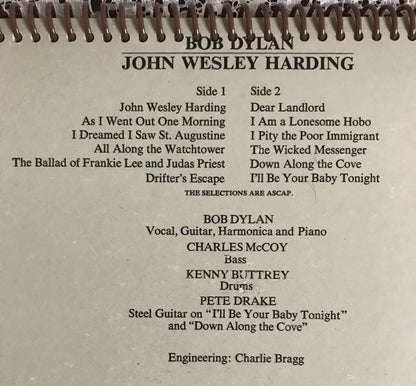 BOB DYLAN
JOHN WESLEY HARDING
Side 1
John Wesley Harding
As I Went Out One Morning
I Dreamed I Saw St. Augustine
All Along the Watchtower
The Ballad of Frankie Lee and Judas Priest
Drifter's Escape
Side 2
Dear Landlord
I Am a Lonesome Hobo
I Pity the Poor Immigrant
The Wicked Messenger
Down Along the Cove
I'll Be Your Baby Tonight
THE SELECTIONS ARE ASCAP.
BOB DYLAN
Vocal, Guitar, Harmonica and Piano
CHARLES McCOY
Bass
KENNY BUTTREY
Drums
PETE DRAKE
Steel Guitar on "I'll Be Your Baby Tonight"
and "Down Along the Cove"
Engineering: Charlie Bragg